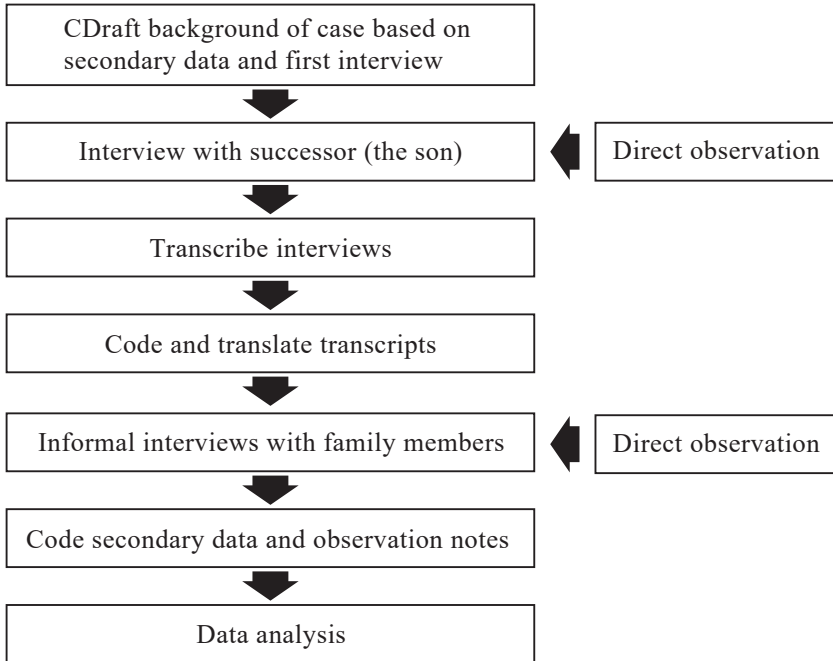 CDraft background of case based on
secondary data and first interview
Interview with successor (the son)
Direct observation
Transcribe interviews
Code and translate transcripts
Informal interviews with family members
Direct observation
Code secondary data and observation notes
Data analysis